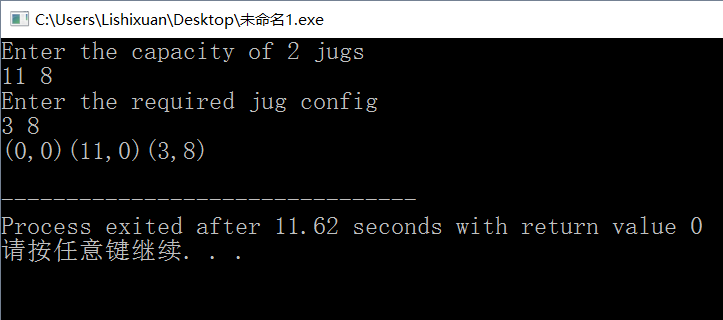 C:\Users\Lishixuan\Desktop\未命名1.exe
Enter the capacity of 2 jugs
11 8
Enter the required jug config
3 8
(0,0)(11,0)(3,8)
--------------------------------
Process exited after 11.62 seconds with return value 0
请按任意键继续. . .